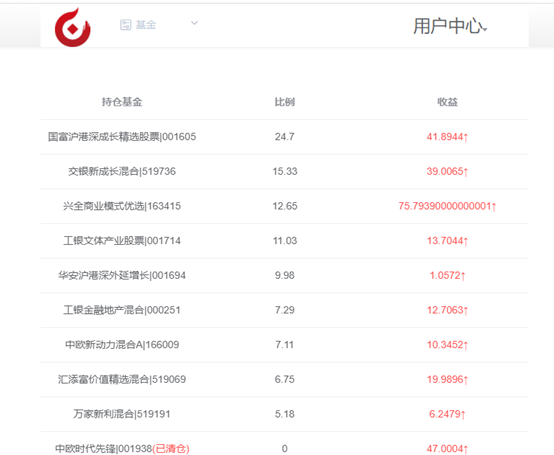 基金
用户中心
持仓基金 比例 收益
国富沪港深成长精选股票|001605 24.7 41.8944↑
交银新成长混合|519736 15.33 39.0065↑
兴全商业模式优选|163415 12.65 75.79390000000001↑
工银文体产业股票|001714 11.03 13.7044↑
华安沪港深外延增长|001694 9.98 1.0572↑
工银金融地产混合|000251 7.29 12.7063↑
中欧新动力混合A|166009 7.11 10.3452↑
汇添富价值精选混合|519069 6.75 19.9896↑
万家新利混合|519191 5.18 6.2479↑
中欧时代先锋|001938(已清仓) 0 47.0004↑